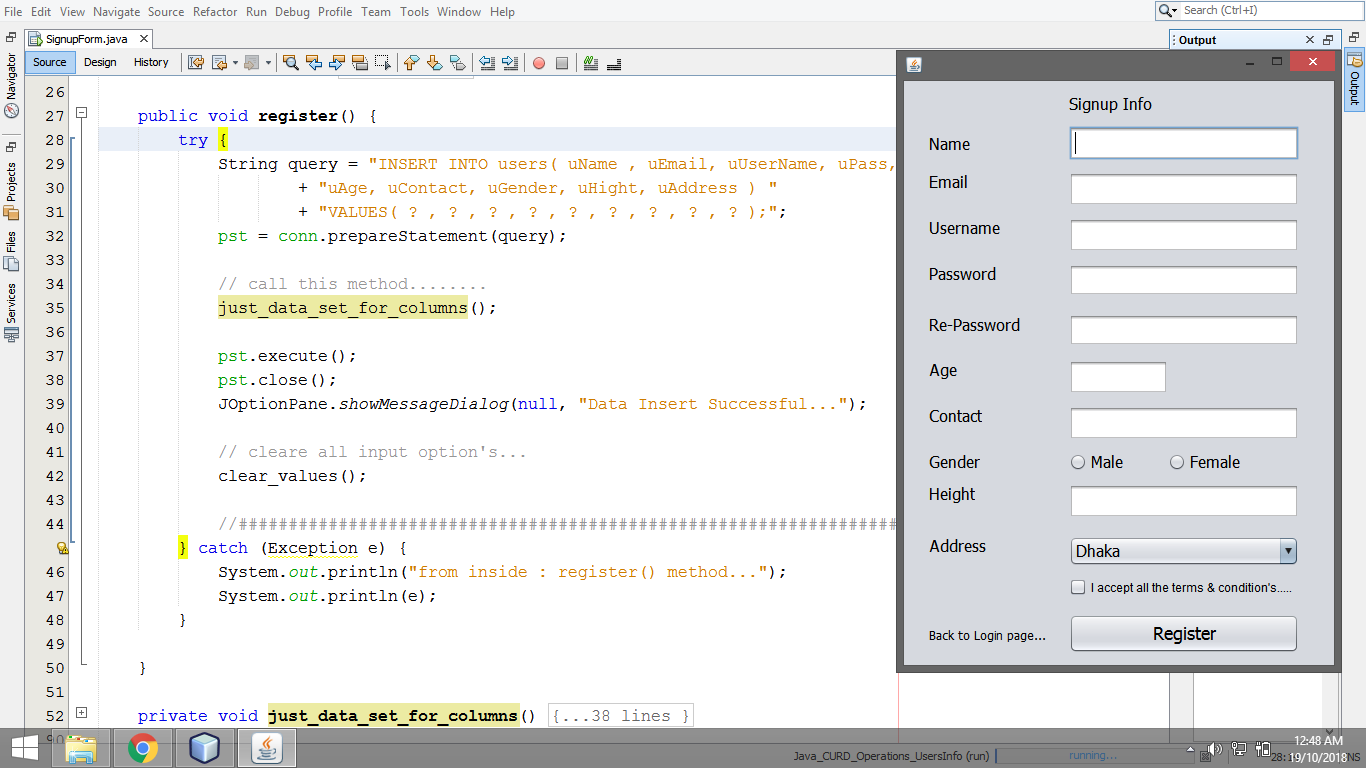 File Edit View Navigate Source Refactor Run Debug Profile Team Tools Window Help
Search (Ctrl+I)
SignupForm.java
Output
Source Design History
Navigator
Projects
Files
Services
Output
26
27 public void register() {
28 try {
29 String query = "INSERT INTO users( uName , uEmail, uUserName, uPass,
30 + "uAge, uContact, uGender, uHight, uAddress ) "
31 + "VALUES( ? , ? , ? , ? , ? , ? , ? , ? , ? );";
32 pst = conn.prepareStatement(query);
33
34 // call this method........
35 just_data_set_for_columns();
36
37 pst.execute();
38 pst.close();
39 JOptionPane.showMessageDialog(null, "Data Insert Successful...");
40
41 // cleare all input option's...
42 clear_values();
43
44 //##################################################################
} catch (Exception e) {
46 System.out.println("from inside : register() method...");
47 System.out.println(e);
48 }
49
50 }
51
52 private void just_data_set_for_columns() {...38 lines }
90
Signup Info
Name
Email
Username
Password
Re-Password
Age
Contact
Gender Male Female
Height
Address Dhaka
I accept all the terms & condition's.....
Back to Login page... Register
Java_CURD_Operations_UsersInfo (run) running...
12:48 AM
19/10/2018